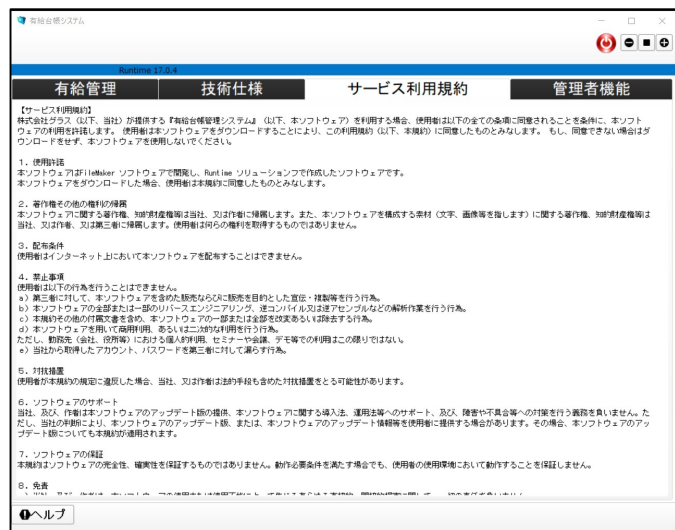 有給台帳システム
Runtime 17.0.4
有給管理 技術仕様 サービス利用規約 管理者機能
【サービス利用規約】
株式会社グラス（以下、当社）が提供する『有給台帳管理システム』（以下、本ソフトウェア）を利用する場合、使用者は以下の全ての条項に同意されることを条件に、本ソフト
ウェアの利用を許諾します。 使用者は本ソフトウェアをダウンロードすることにより、この利用規約（以下、本規約）に同意したものとみなします。 もし、同意できない場合はダ
ウンロードをせず、本ソフトウェアを使用しないでください。
1．使用許諾
本ソフトウェアはFileMaker ソフトウェアで開発し、Runtime ソリューションフで作成したソフトウェアです。
本ソフトウェアをダウンロードした場合、使用者は本規約に同意したものとみなします。
2．著作権その他の権利の帰属
本ソフトウェアに関する著作権、知的財産権等は当社、又は作者に帰属します。また、本ソフトウェアを構成する素材（文字、画像等を指します）に関する著作権、知的財産権等は
当社、又は作者、又は第三者に帰属します。使用者は何らの権利を取得するものではありません。
3．配布条件
使用者はインターネット上において本ソフトウェアを配布することはできません。
4．禁止事項
使用者は以下の行為を行うことはできません。
a）第三者に対して、本ソフトウェアを含めた販売ならびに販売を目的とした宣伝・複製等を行う行為。
b）本ソフトウェアの全部または一部のリバースエンジニアリング、逆コンパイル又は逆アセンブルなどの解析作業を行う行為。
c）本規約その他の付属文書を含め、本ソフトウェアの一部または全部を改変あるいは除去する行為。
d）本ソフトウェアを用いて商用利用、あるいは二次的な利用を行う行為。
ただし、勤務先（会社、役所等）における個人的利用、セミナーや会議、デモ等での利用はこの限りではない。
e）当社から取得したアカウント、パスワードを第三者に対して漏らす行為。
5．対抗措置
使用者が本規約の規定に違反した場合、当社、又は作者は法的手段も含めた対抗措置をとる可能性があります。
6．ソフトウェアのサポート
当社、及び、作者は本ソフトウェアのアップデート版の提供、本ソフトウェアに関する導入法、運用法等へのサポート、及び、障害や不具合等への対策を行う義務を負いません。た
だし、当社の判断により、本ソフトウェアのアップデート版、または、本ソフトウェアのアップデート情報等を使用者に提供する場合があります。その場合、本ソフトウェアのアッ
プデート版についても本規約が適用されます。
7．ソフトウェアの保証
本規約はソフトウェアの完全性、確実性を保証するものではありません。動作必要条件を満たす場合でも、使用者の使用環境において動作することを保証しません。
8．免責
ヘルプ